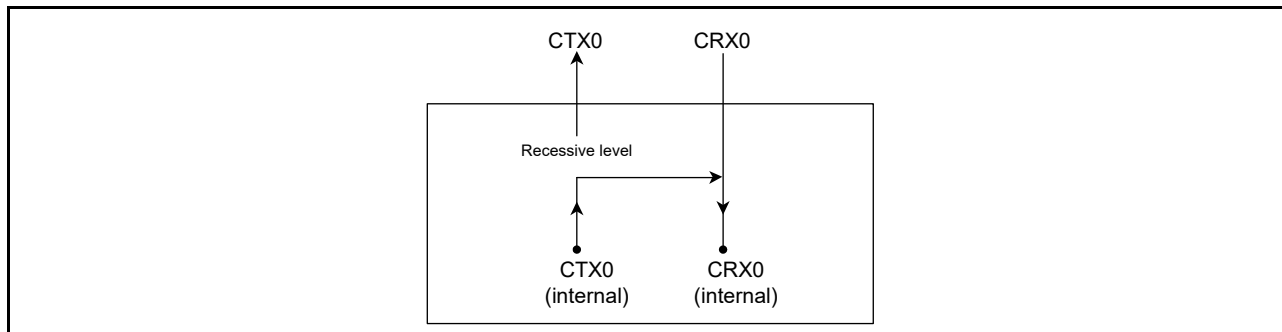 CTX0 CRX0
Recessive level
CTX0 CRX0
(internal) (internal)